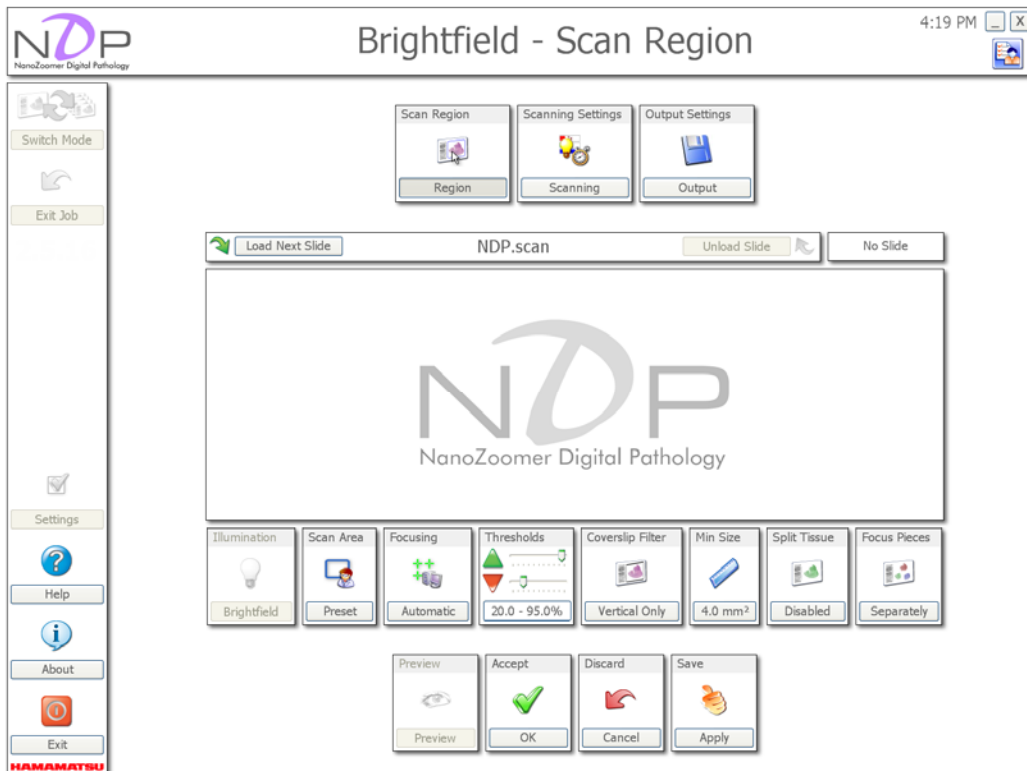 NDP
NanoZoomer Digital Pathology
Brightfield - Scan Region
4:19 PM
_ X
Switch Mode
Exit Job
Settings
Help
About
Exit
HAMAMATSU
Scan Region
Region
Scanning Settings
Scanning
Output Settings
Output
Load Next Slide
NDP.scan
Unload Slide
No Slide
NDP
NanoZoomer Digital Pathology
Illumination
Brightfield
Scan Area
Preset
Focusing
Automatic
Thresholds
20.0 - 95.0%
Coverslip Filter
Vertical Only
Min Size
4.0 mm²
Split Tissue
Disabled
Focus Pieces
Separately
Preview
Preview
Accept
OK
Discard
Cancel
Save
Apply